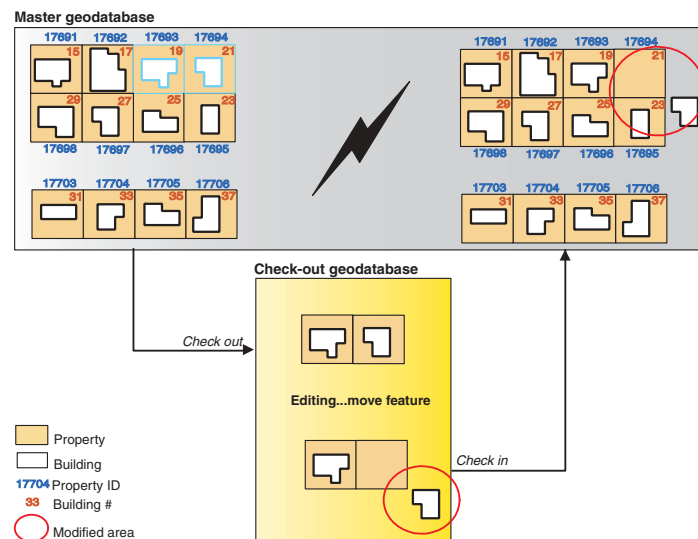 Master geodatabase
17691 17692 17693 17694
15 17 19 21
29 27 25 23
17698 17697 17696 17695
17703 17704 17705 17706
31 33 35 37
17691 17692 17693 17694
15 17 19 21
29 27 25 23
17698 17697 17696 17695
17703 17704 17705 17706
31 33 35 37
Check-out geodatabase
Check out
Editing...move feature
Check in
Property
Building
17704 Property ID
33 Building #
Modified area